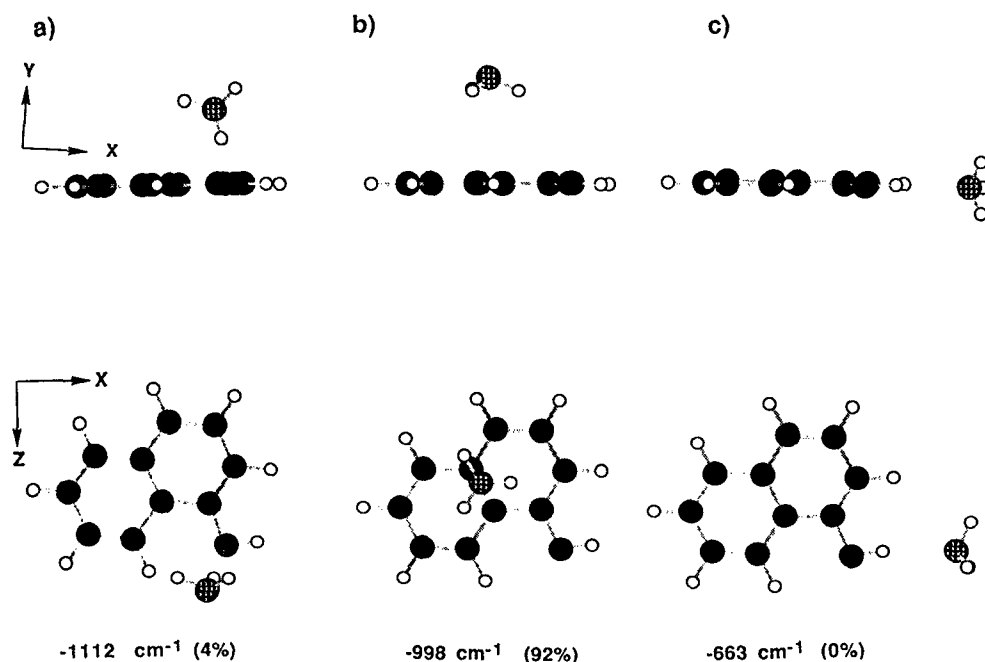 a)
b)
c)
Y
X
X
Z
-1112 cm-1 (4%)
-998 cm-1 (92%)
-663 cm-1 (0%)